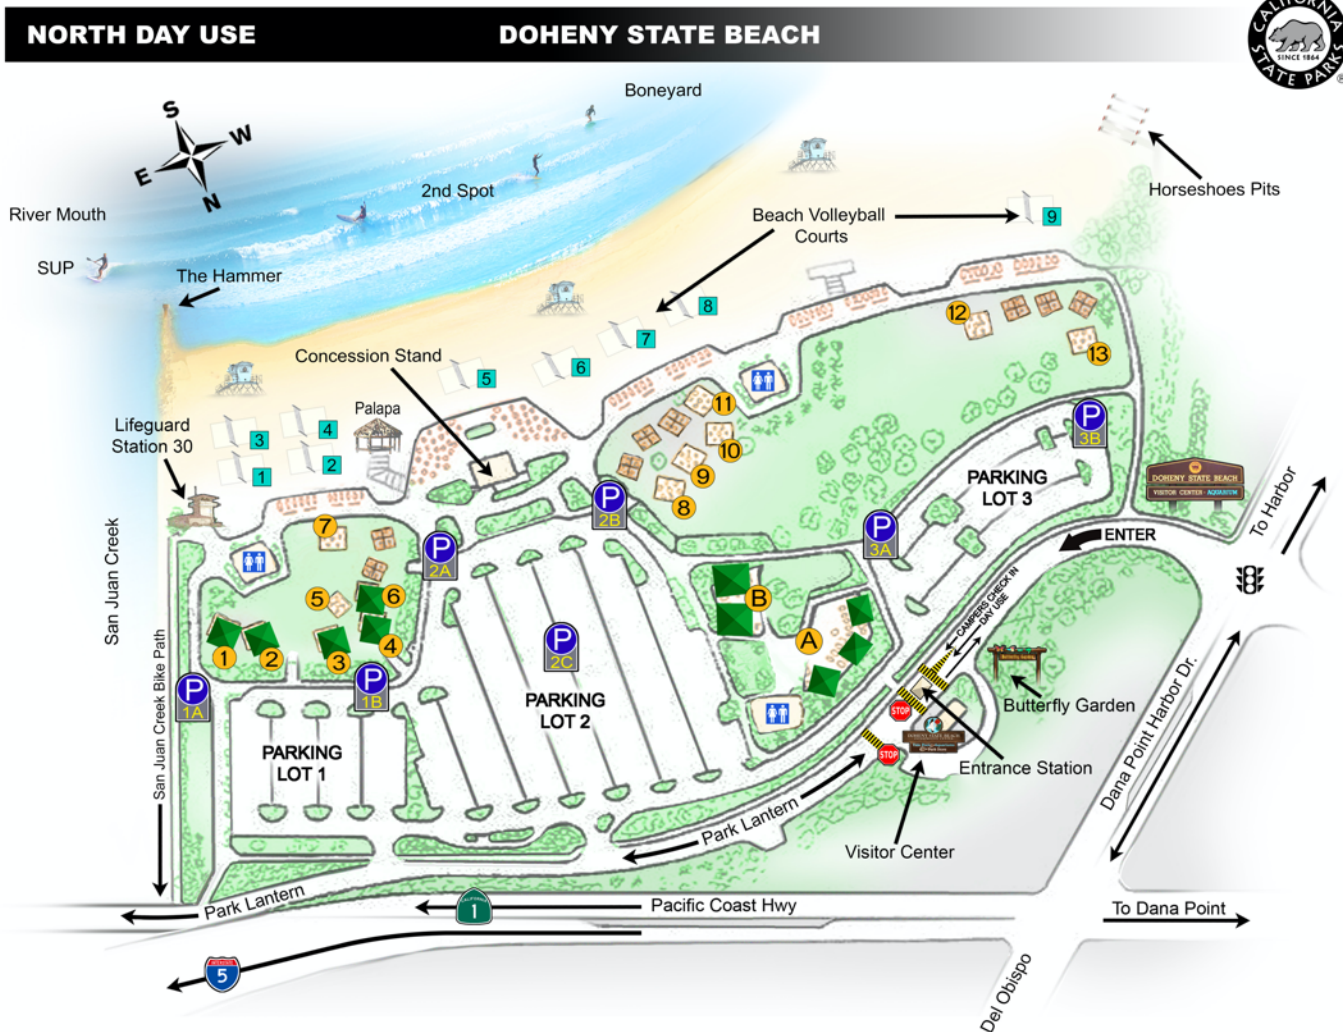 NORTH DAY USE
DOHENY STATE BEACH
CALIFORNIA
SINCE 1864
STATE PARKS
®
Boneyard
S
W
E
N
2nd Spot
Horseshoes Pits
River Mouth
Beach Volleyball
Courts
9
SUP
The Hammer
8
12
7
13
Concession Stand
6
5
11
Palapa
Lifeguard
Station 30
4
3
10
2
1
9
PARKING
LOT 3
P
3B
DOHENY STATE BEACH
VISITOR CENTER · AQUARIUM
To Harbor
8
P
2B
7
P
3A
ENTER
San Juan Creek
P
2A
CAMPERS CHECK IN
DAY USE
5
6
B
A
1
2
3
4
P
2C
P
1A
P
1B
San Juan Creek Bike Path
PARKING
LOT 2
Butterfly Garden
STOP
DOHENY STATE BEACH
STOP
PARKING
LOT 1
Entrance Station
Dana Point Harbor Dr.
Park Lantern
Visitor Center
Park Lantern
CALIFORNIA
1
Pacific Coast Hwy
To Dana Point
INTERSTATE
5
Del Obispo